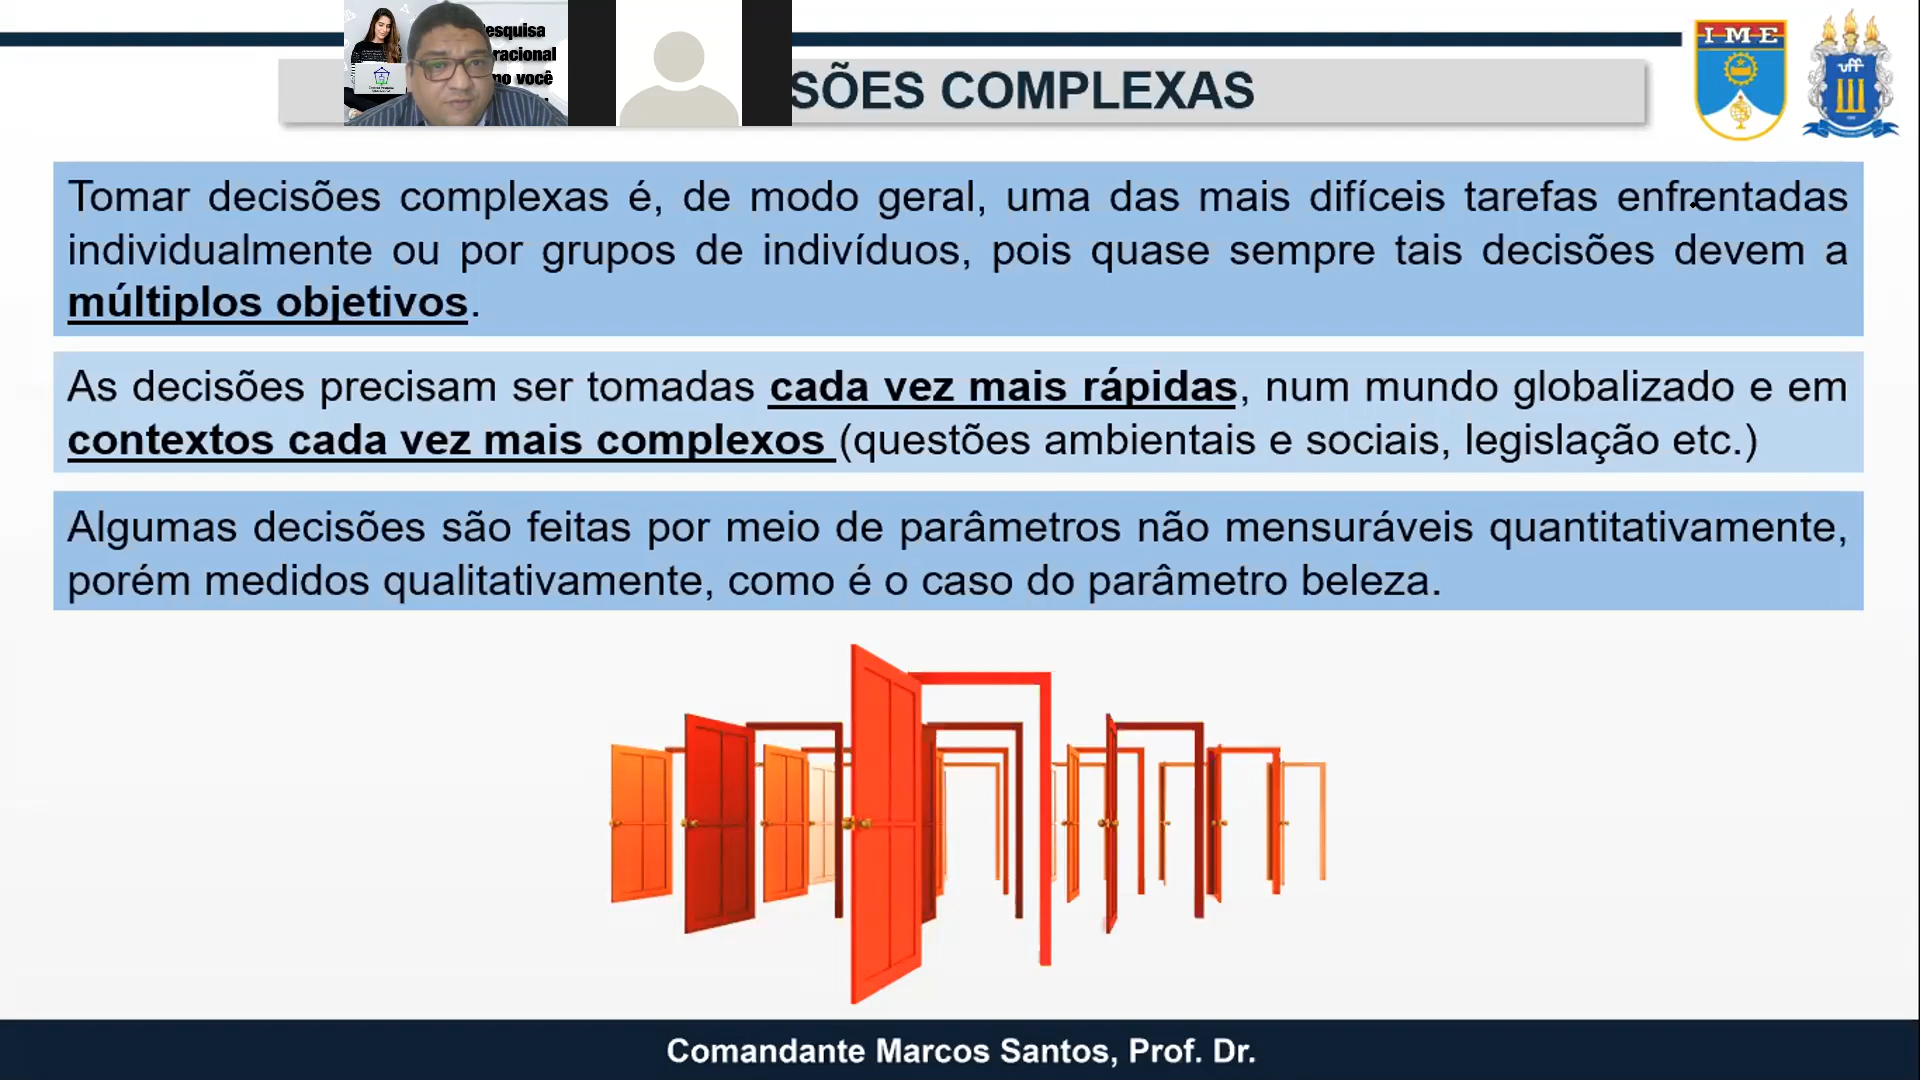 esquisa
racional
no você
SÕES COMPLEXAS
I M E
uff
Tomar decisões complexas é, de modo geral, uma das mais difíceis tarefas enfrentadas
individualmente ou por grupos de indivíduos, pois quase sempre tais decisões devem a
múltiplos objetivos.
As decisões precisam ser tomadas cada vez mais rápidas, num mundo globalizado e em
contextos cada vez mais complexos (questões ambientais e sociais, legislação etc.)
Algumas decisões são feitas por meio de parâmetros não mensuráveis quantitativamente,
porém medidos qualitativamente, como é o caso do parâmetro beleza.
Comandante Marcos Santos, Prof. Dr.